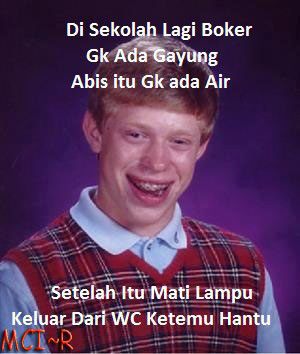 Di Sekolah Lagi Boker
Gk Ada Gayung
Abis itu Gk ada Air
Setelah Itu Mati Lampu
Keluar Dari WC Ketemu Hantu
MCI~R